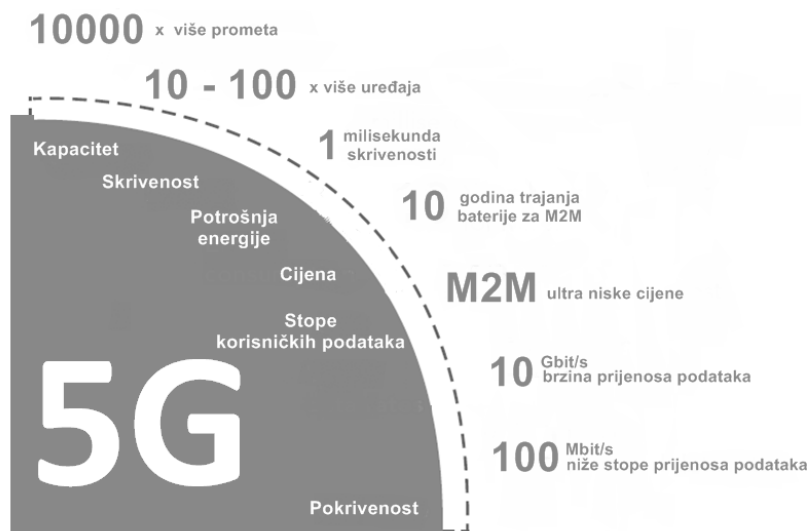 10000 x više prometa
10 - 100 x više uređaja
1 milisekunda
skrivenosti
10 godina trajanja
baterije za M2M
M2M ultra niske cijene
10 Gbit/s
brzina prijenosa podataka
100 Mbit/s
niže stope prijenosa podataka
Kapacitet
Skrivenost
Potrošnja
energije
Cijena
Stope
korisničkih podataka
5G
Pokrivenost